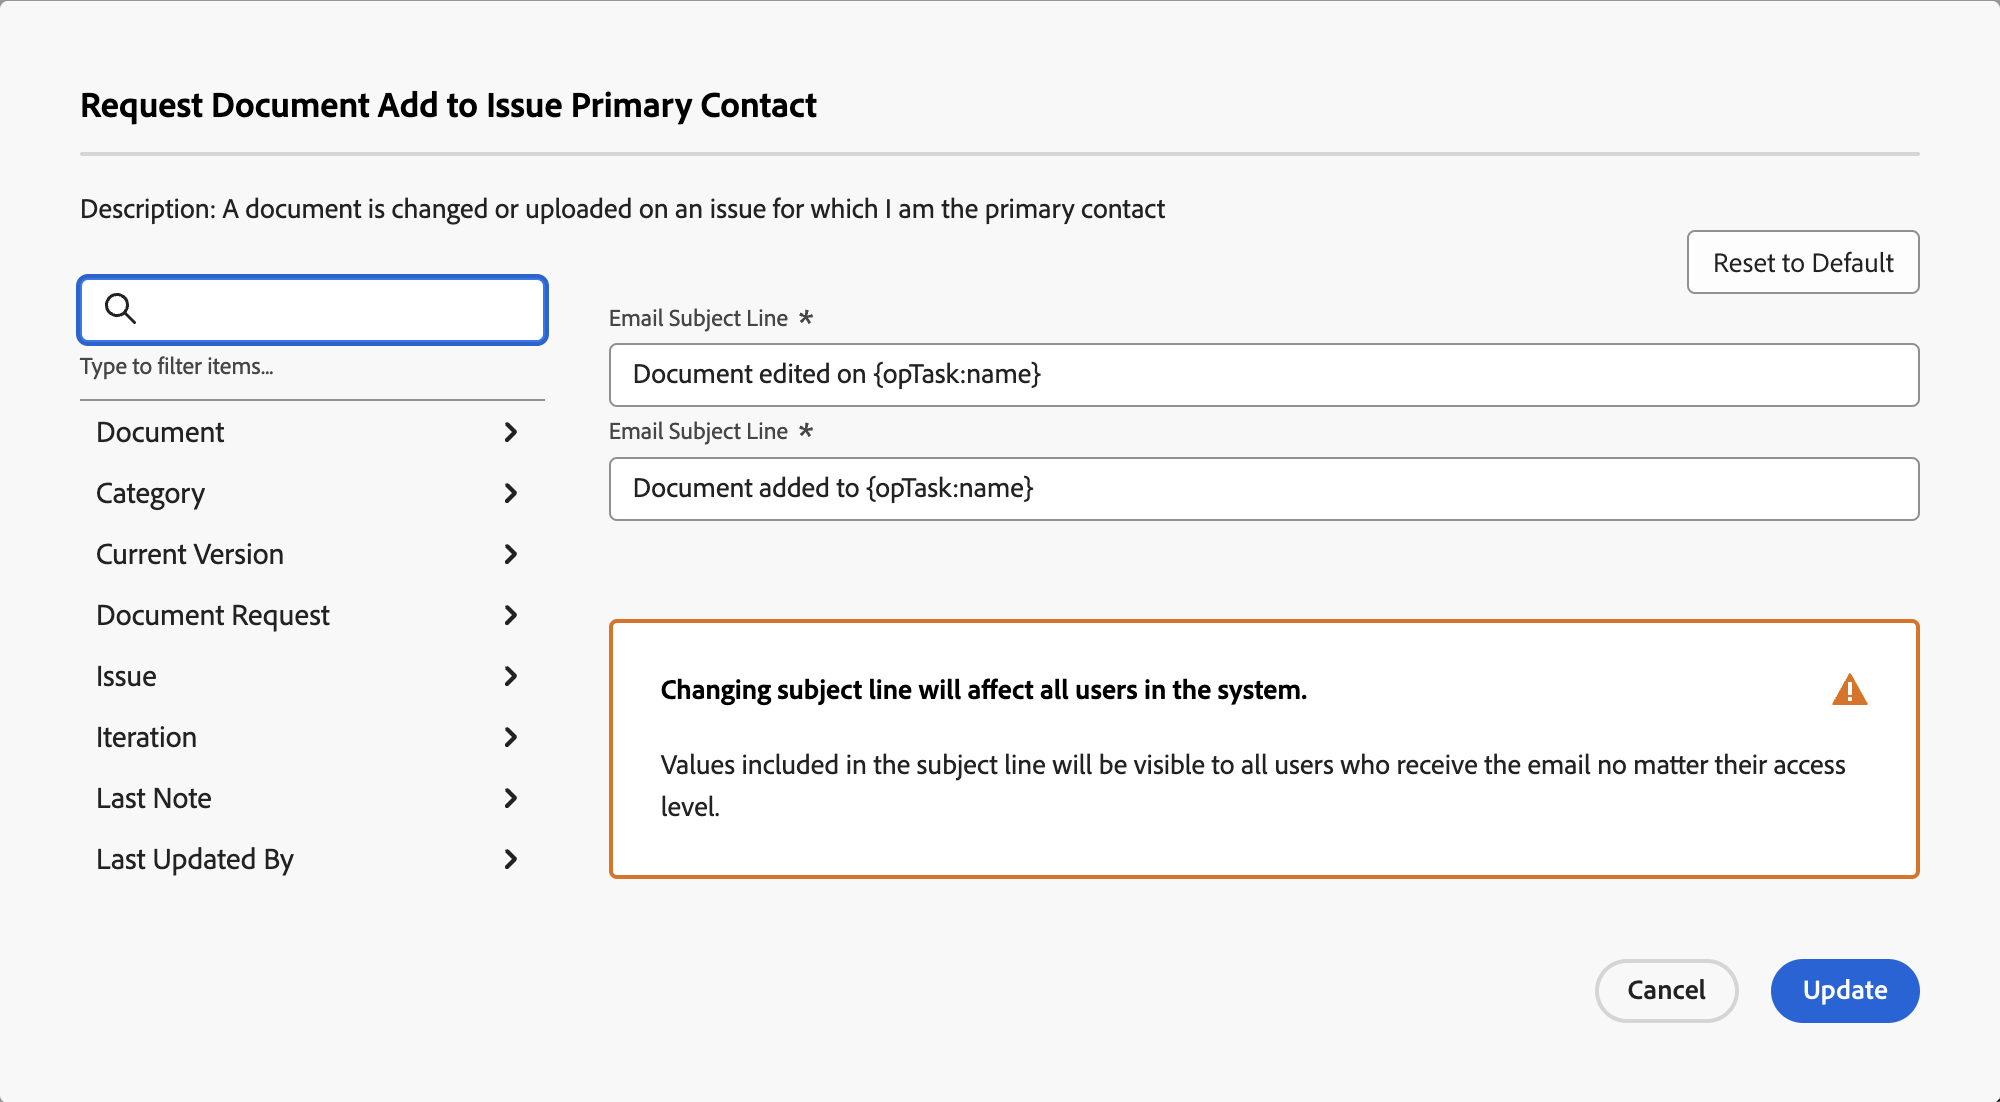 Request Document Add to Issue Primary Contact
Description: A document is changed or uploaded on an issue for which I am the primary contact
Reset to Default
Type to filter items...
Document
Category
Current Version
Document Request
Issue
Iteration
Last Note
Last Updated By
Email Subject Line *
Document edited on {opTask:name}
Email Subject Line *
Document added to {opTask:name}
Changing subject line will affect all users in the system.
Values included in the subject line will be visible to all users who receive the email no matter their access
level.
Cancel
Update